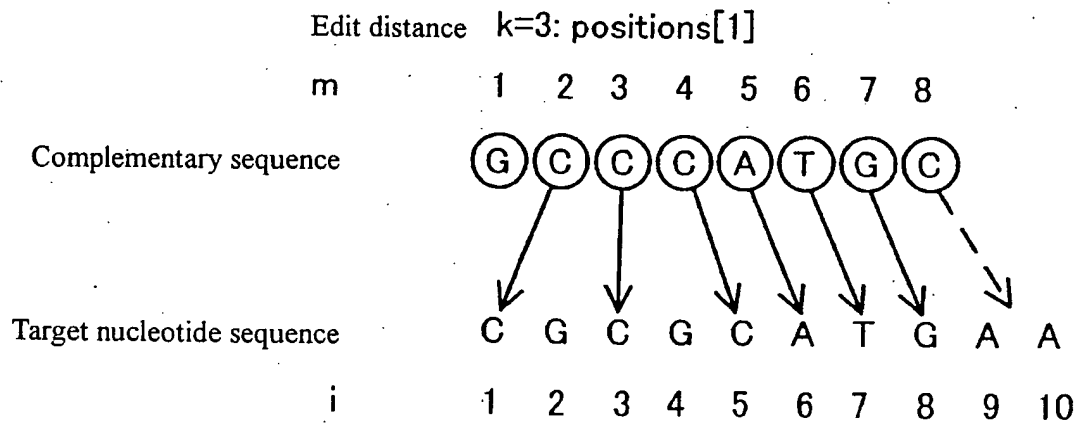 Edit distance k=3: positions[1]
m 1 2 3 4 5 6 7 8
Complementary sequence G C C C A T G C
Target nucleotide sequence C G C G C A T G A A
i 1 2 3 4 5 6 7 8 9 10